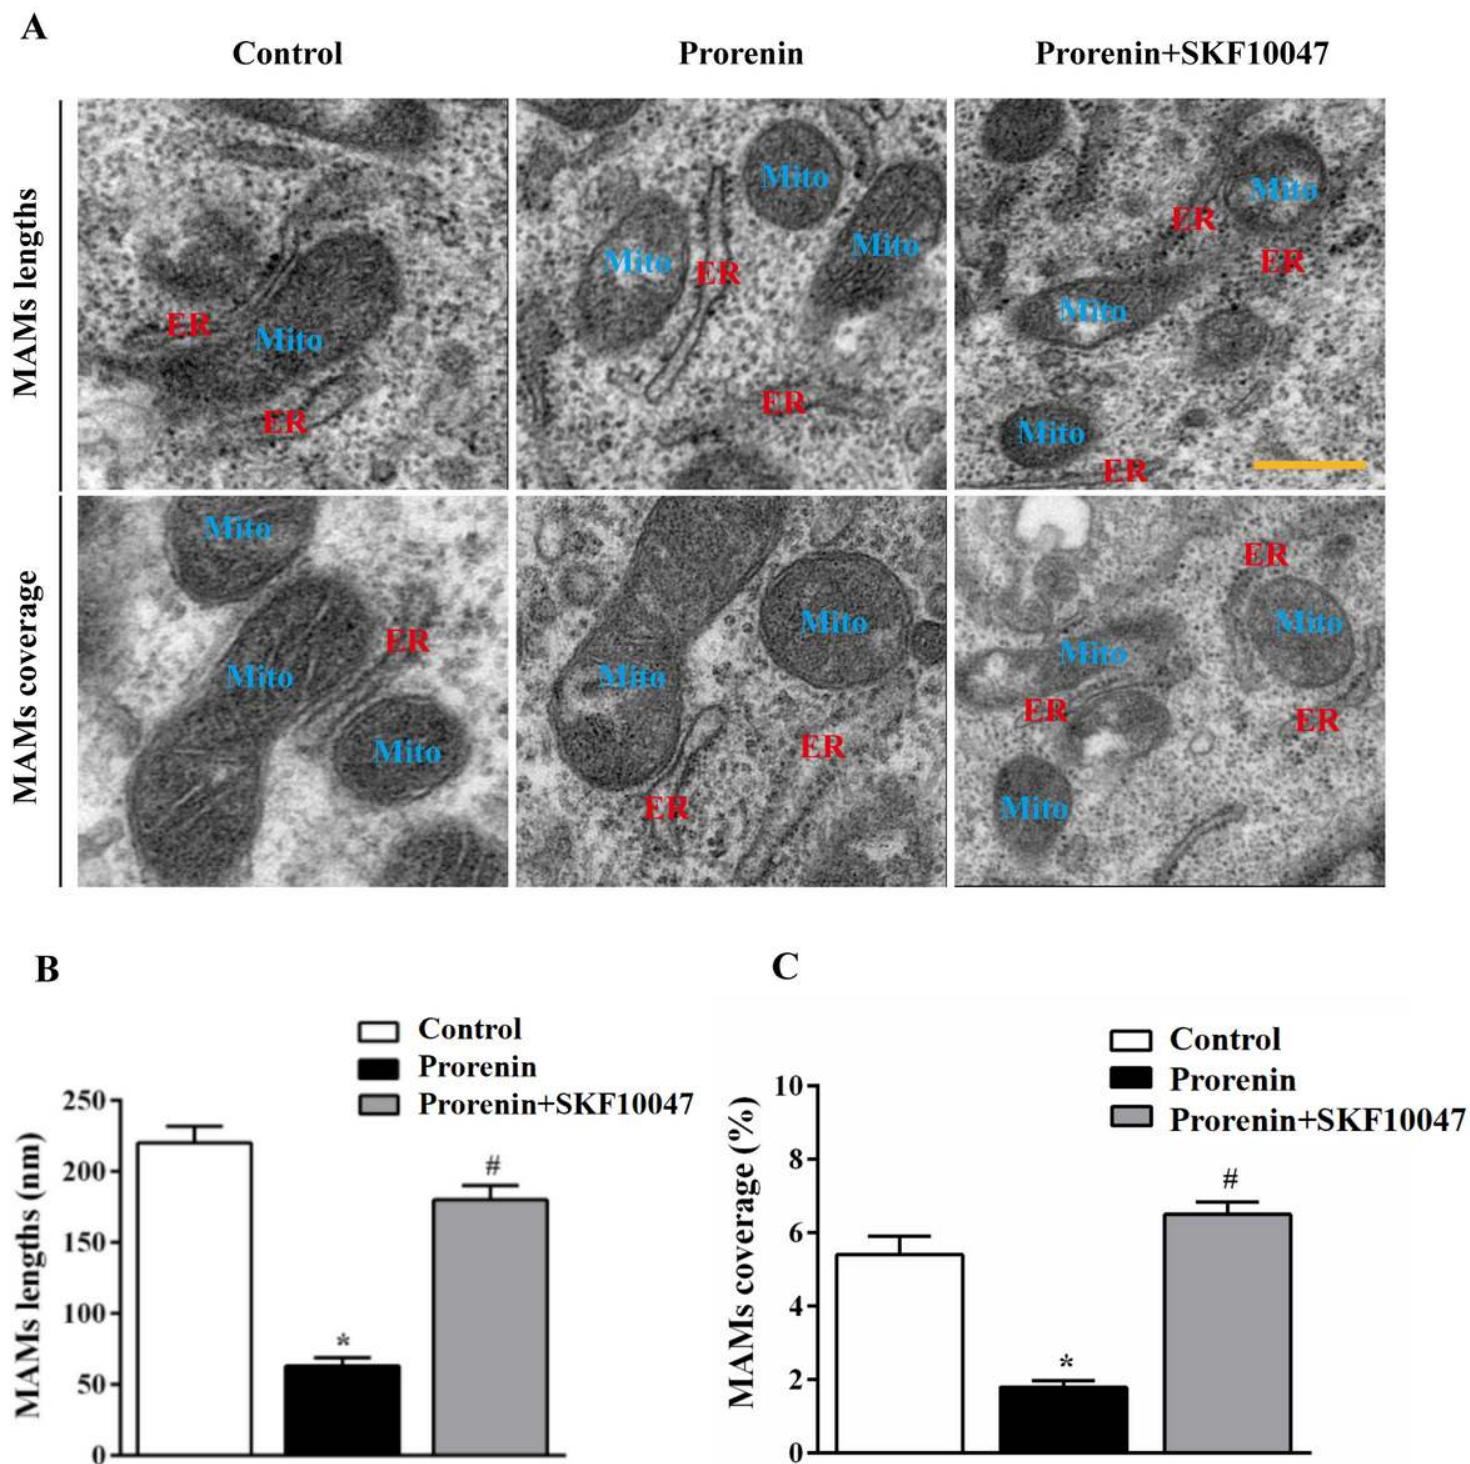 A
Control
Prorenin
Prorenin+SKF10047
MAMs lengths
ER
Mito
ER
Mito
Mito
Mito
ER
ER
Mito
ER
ER
Mito
Mito
ER
MAMs coverage
Mito
ER
Mito
Mito
Mito
Mito
ER
ER
ER
Mito
Mito
ER
ER
Mito
B
Control
Prorenin
Prorenin+SKF10047
MAMs lengths (nm)
250
200
150
100
50
0
*
#
C
Control
Prorenin
Prorenin+SKF10047
MAMs coverage (%)
10
8
6
4
2
0
*
#